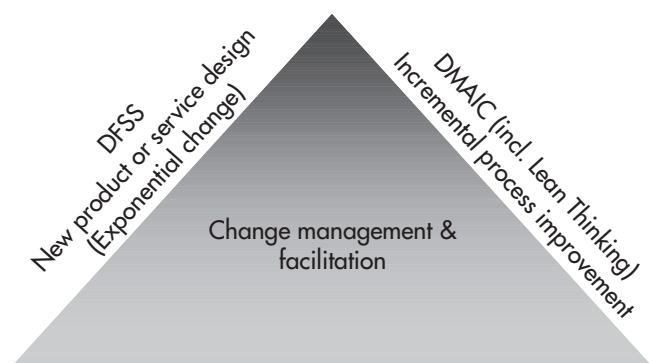 DFSS
New product or service design
(Exponential change)
DMAIC (incl. Lean Thinking)
Incremental process improvement
Change management &
facilitation